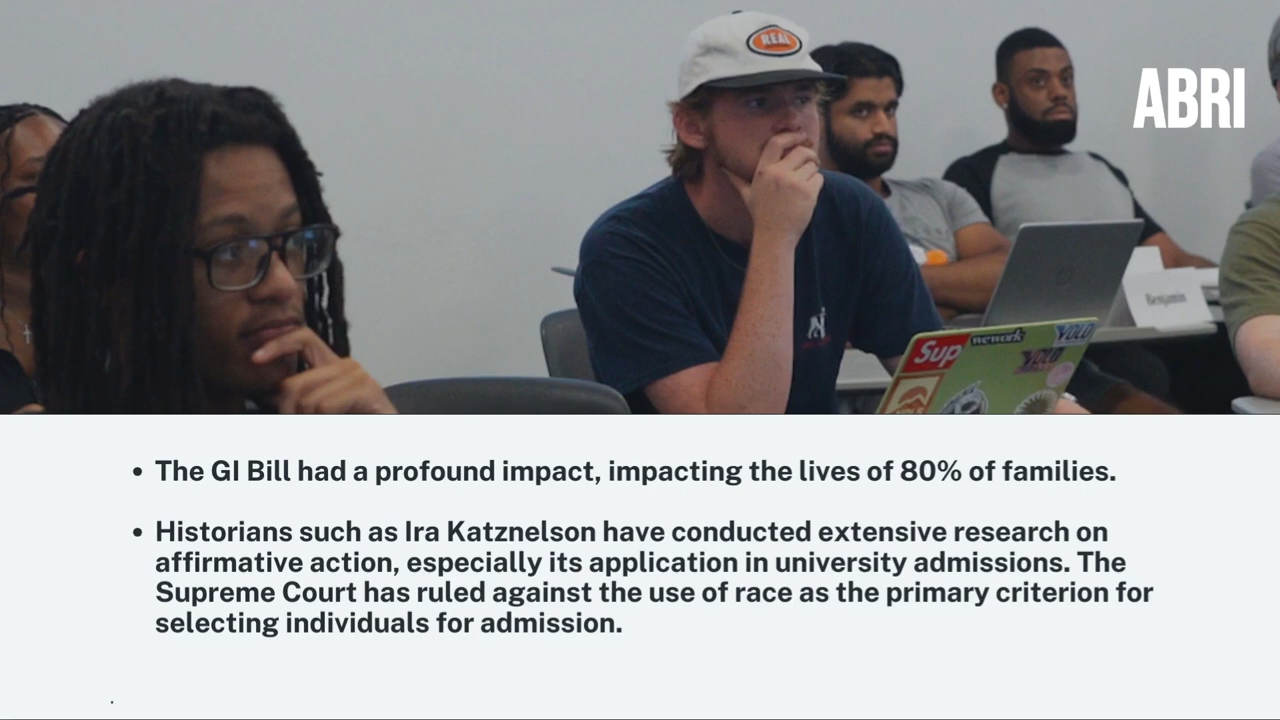 REAL
ABRI
Benjamin
Sup
wework
YOLO
YOLO
• The GI Bill had a profound impact, impacting the lives of 80% of families.
• Historians such as Ira Katznelson have conducted extensive research on
affirmative action, especially its application in university admissions. The
Supreme Court has ruled against the use of race as the primary criterion for
selecting individuals for admission.
.